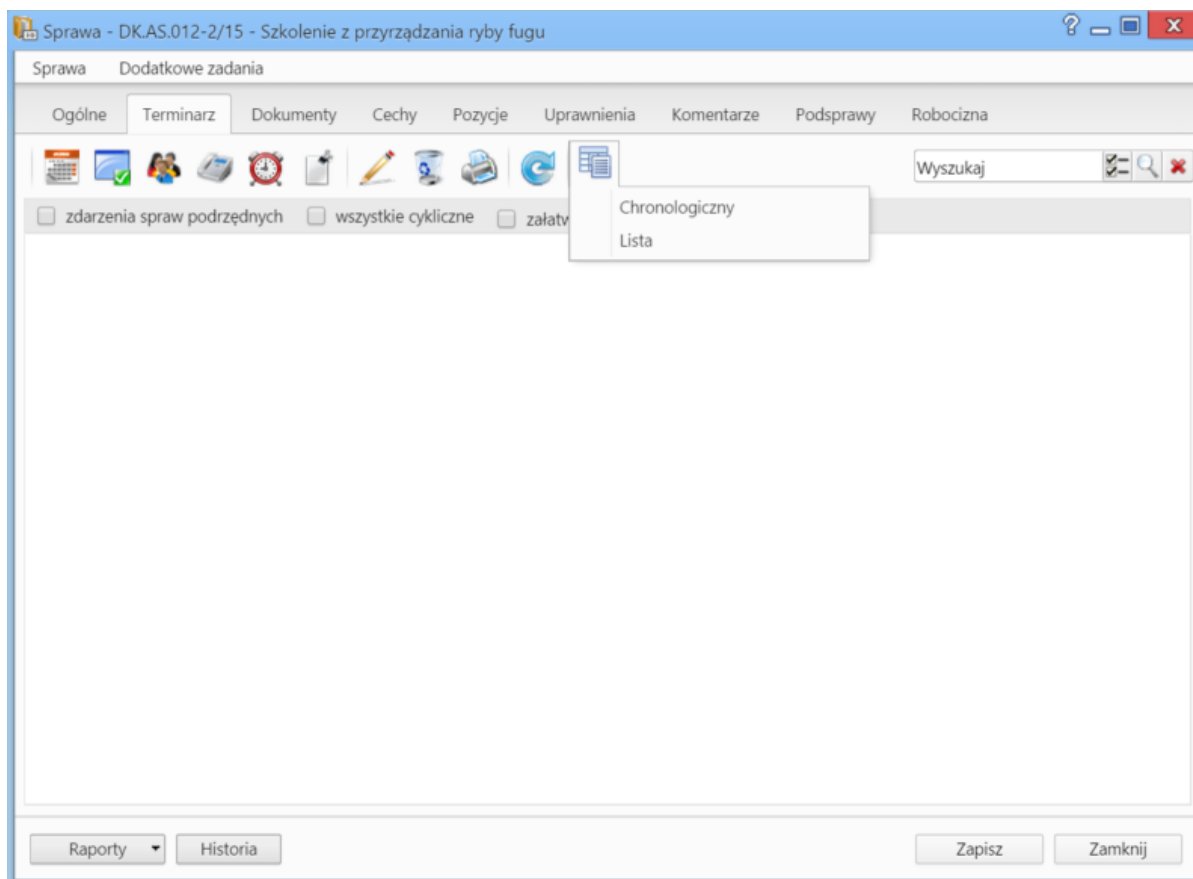 Sprawa - DK.AS.012-2/15 - Szkolenie z przyrządzania ryby fugu
Sprawa Dodatkowe zadania
Ogólne Terminarz Dokumenty Cechy Pozycje Uprawnienia Komentarze Podsprawy Robocizna
Wyszukaj
Chronologiczny
zdarzenia spraw podrzędnych wszystkie cykliczne
Lista
Raporty Historia Zapisz Zamknij